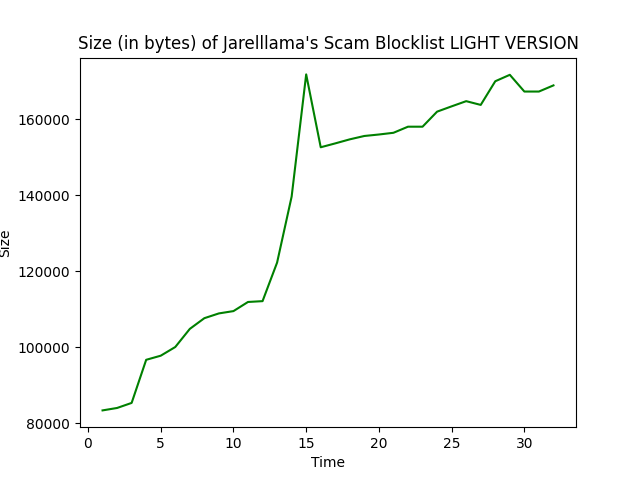 Size (in bytes) of Jarelllama's Scam Blocklist LIGHT VERSION
160000
140000
120000
100000
80000
Size
0 5 10 15 20 25 30
Time